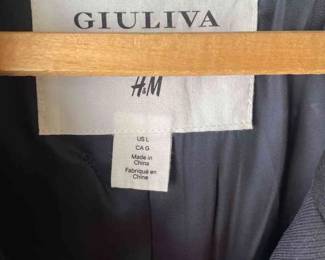 GIULIVA
H&M
US L
CA G
Made in
China
Fabriqué en
Chine